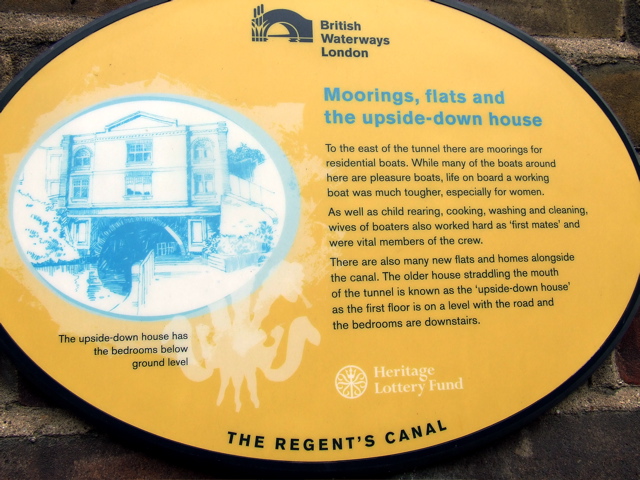 British
Waterways
London
Moorings, flats and
the upside-down house
To the east of the tunnel there are moorings for
residential boats. While many of the boats around
here are pleasure boats, life on board a working
boat was much tougher, especially for women.
As well as child rearing, cooking, washing and cleaning,
wives of boaters also worked hard as 'first mates' and
were vital members of the crew.
There are also many new flats and homes alongside
the canal. The older house straddling the mouth
of the tunnel is known as the 'upside-down house'
as the first floor is on a level with the road and
the bedrooms are downstairs.
The upside-down house has
the bedrooms below
ground level
Heritage
Lottery Fund
THE REGENT'S CANAL